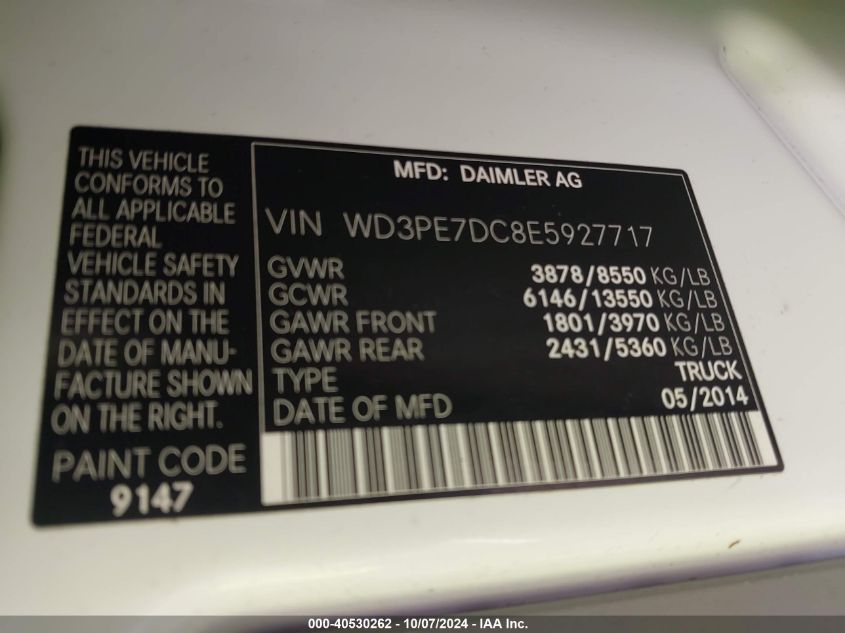 THIS VEHICLE
CONFORMS TO
ALL APPLICABLE
FEDERAL
VEHICLE SAFETY
STANDARDS IN
EFFECT ON THE
DATE OF MANU-
FACTURE SHOWN
ON THE RIGHT.
PAINT CODE
9147
MFD: DAIMLER AG
VIN WD3PE7DC8E5927717
GVWR 3878/8550 KG/LB
GCWR 6146/13550 KG/LB
GAWR FRONT 1801/3970 KG/LB
GAWR REAR 2431/5360 KG/LB
TYPE TRUCK
DATE OF MFD 05/2014
000-40530262 - 10/07/2024 - IAA Inc.